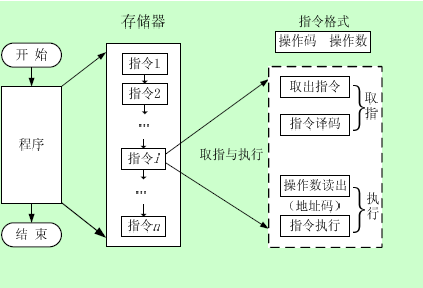 存储器
指令格式
操作码 操作数
开 始
程序
结 束
指令1
指令2
...
指令i
...
指令n
取指与执行
取出指令
指令译码
取指
操作数读出
(地址码)
指令执行
执行